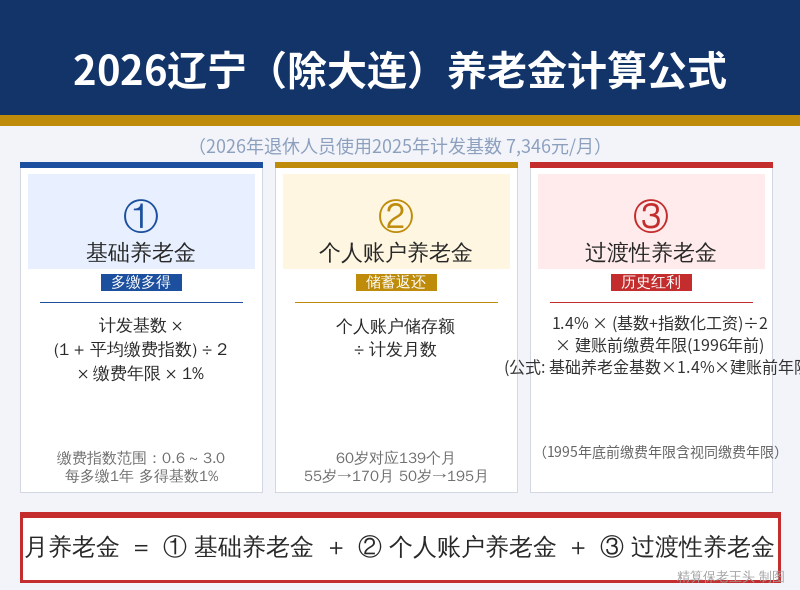 2026辽宁（除大连）养老金计算公式
（2026年退休人员使用2025年计发基数 7,346元/月）
①
基础养老金
多缴多得
计发基数 ×
(1 + 平均缴费指数) ÷ 2
× 缴费年限 × 1%
缴费指数范围：0.6 ~ 3.0
每多缴1年 多得基数1%
②
个人账户养老金
储蓄返还
个人账户储存额
÷ 计发月数
60岁对应139个月
55岁→170月 50岁→195月
③
过渡性养老金
历史红利
1.4% × (基数+指数化工资)÷2
× 建账前缴费年限(1996年前)
(公式: 基础养老金基数×1.4%×建账前年限
（1995年底前缴费年限含视同缴费年限）
月养老金 = ① 基础养老金 + ② 个人账户养老金 + ③ 过渡性养老金
精算保老王头 制图